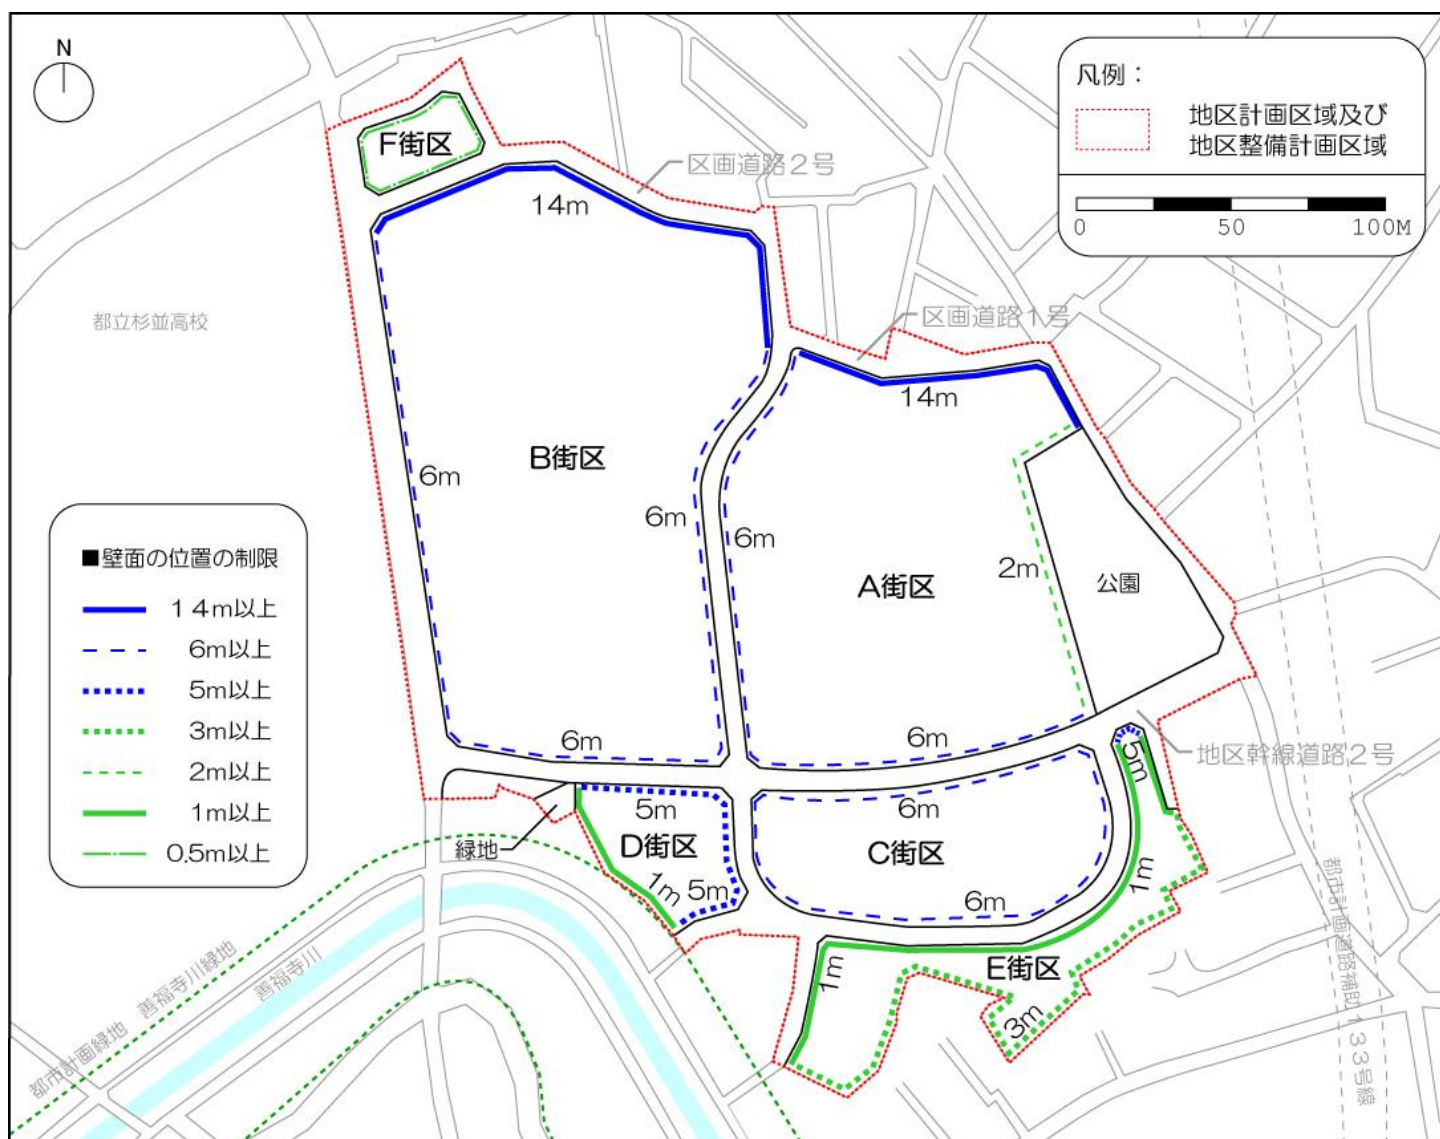 N
凡例：
地区計画区域及び
地区整備計画区域
0 50 100M
F街区
区画道路２号
14m
区画道路１号
都立杉並高校
14m
B街区
6m
6m
6m
A街区
2m
公園
■壁面の位置の制限
１４m以上
6m以上
5m以上
3m以上
2m以上
1m以上
0.5m以上
6m
6m
地区幹線道路２号
5m
5m
6m
緑地
D街区
C街区
1m
5m
6m
1m
E街区
1m
3m
都市計画緑地 善福寺川緑地
善福寺川
都市計画道路補助１３３号線